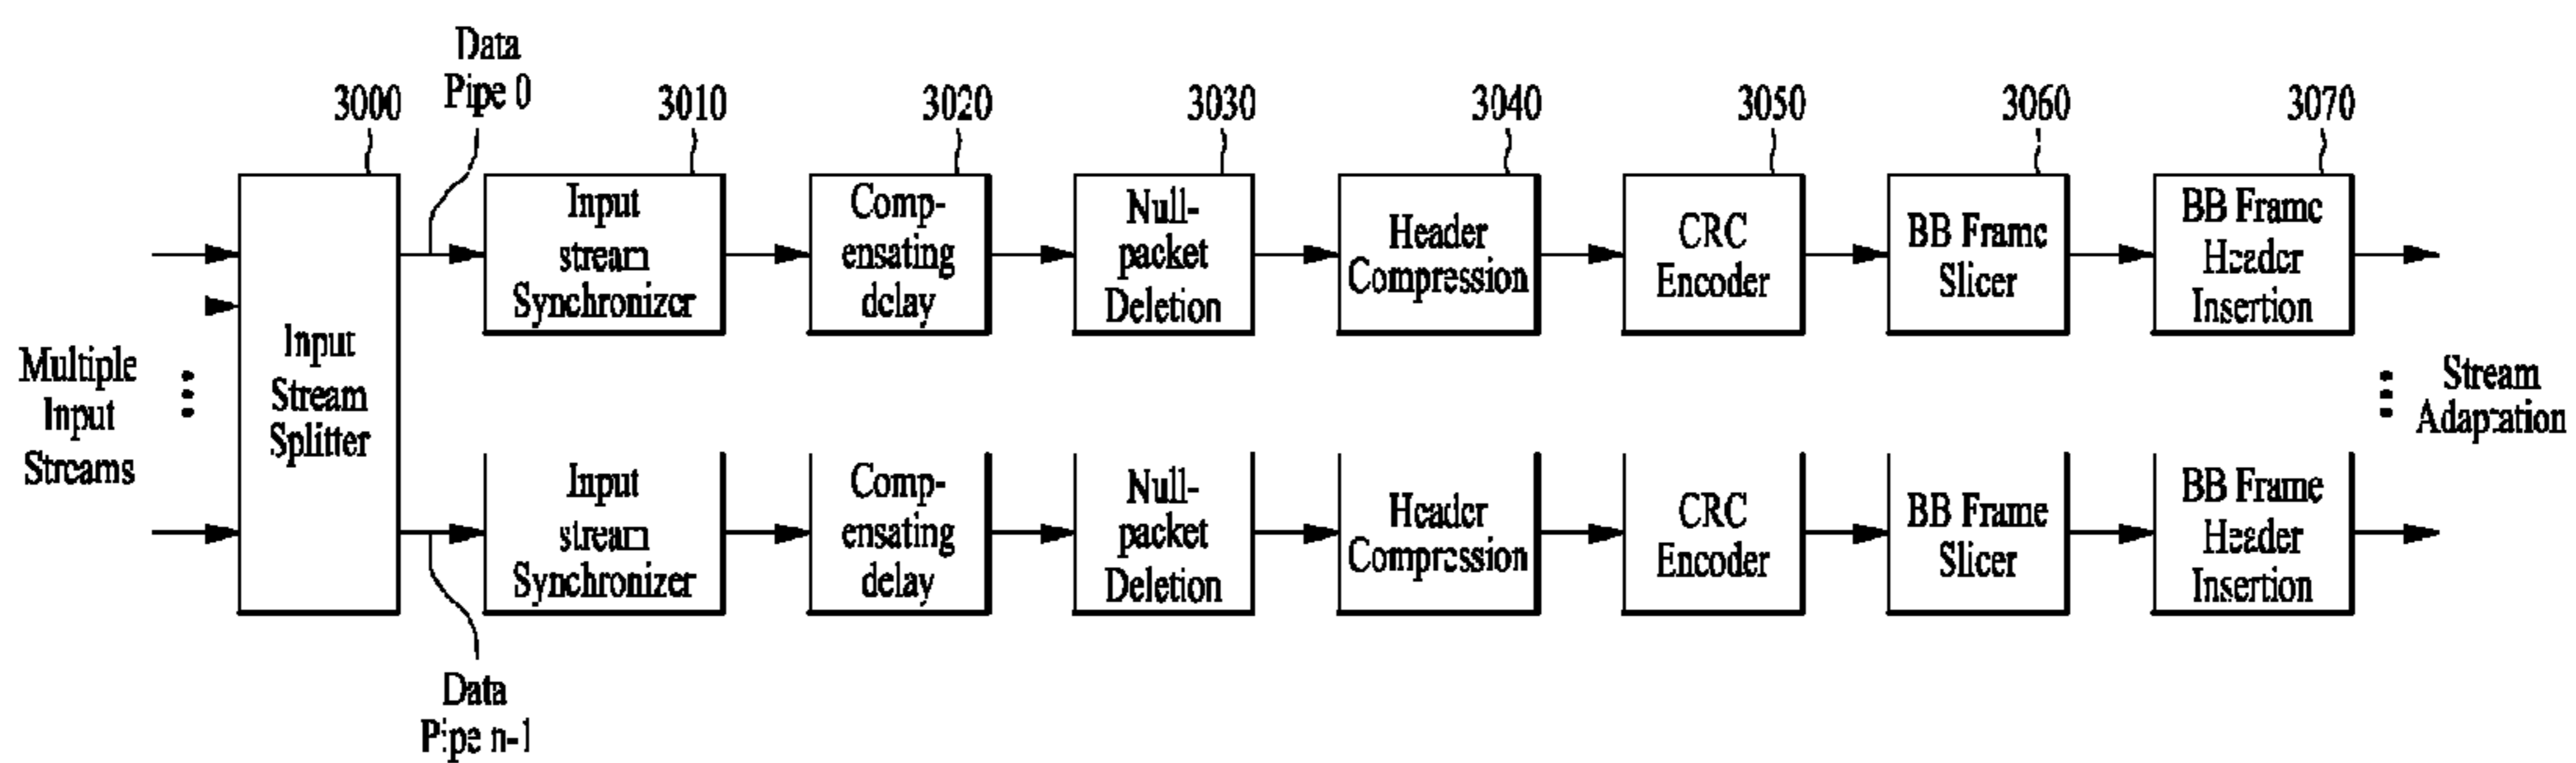 Data
Pipe 0
3000
3010
3020
3030
3040
3050
3060
3070
Multiple
Input
Streams
Input
Stream
Splitter
Input
stream
Synchronizer
Comp-
ensating
delay
Null-
packet
Deletion
Header
Compression
CRC
Encoder
BB Frame
Slicer
BB Frame
Header
Insertion
Stream
Adaptation
Input
stream
Synchronizer
Comp-
ensating
delay
Null-
packet
Deletion
Header
Compression
CRC
Encoder
BB Frame
Slicer
BB Frame
Header
Insertion
Data
Pipe n-1